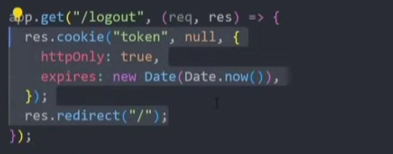 app.get("/logout", (req, res) => {
  res.cookie("token", null, {
    httpOnly: true,
    expires: new Date(Date.now()),
  });
  res.redirect("/");
});